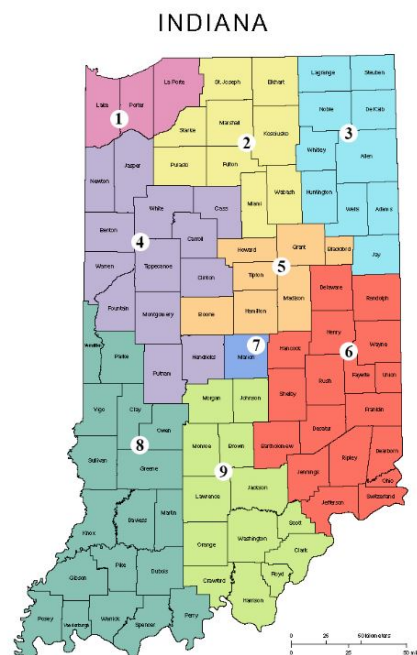 INDIANA
La Porte
St. Joseph
Elkhart
Lagrange
Steuben
Lake
Porter
1
Noble
DeKalb
Starke
Marshall
Kosciusko
2
3
Jasper
Newton
Pulaski
Fulton
Whitley
Allen
Huntington
Wells
Adams
White
Cass
Miami
Wabash
Benton
4
Carroll
Howard
Grant
Blackford
Jay
Warren
Tippecanoe
Clinton
Tipton
5
Fountain
Montgomery
Boone
Hamilton
Madison
Delaware
Randolph
Henry
Wayne
Parke
Putnam
Hendricks
Marion
7
Hancock
6
Fayette
Union
Rush
Shelby
Morgan
Johnson
Franklin
Vigo
Clay
Owen
8
Monroe
Brown
Bartholomew
Decatur
Dearborn
Ripley
Sullivan
Greene
9
Jennings
Ohio
Lawrence
Jackson
Jefferson
Switzerland
Knox
Daviess
Martin
Orange
Washington
Scott
Clark
Gibson
Pike
Dubois
Crawford
Floyd
Harrison
Posey
Vanderburgh
Warrick
Spencer
Perry
0 25 50 kilometers
0 25 50 mi